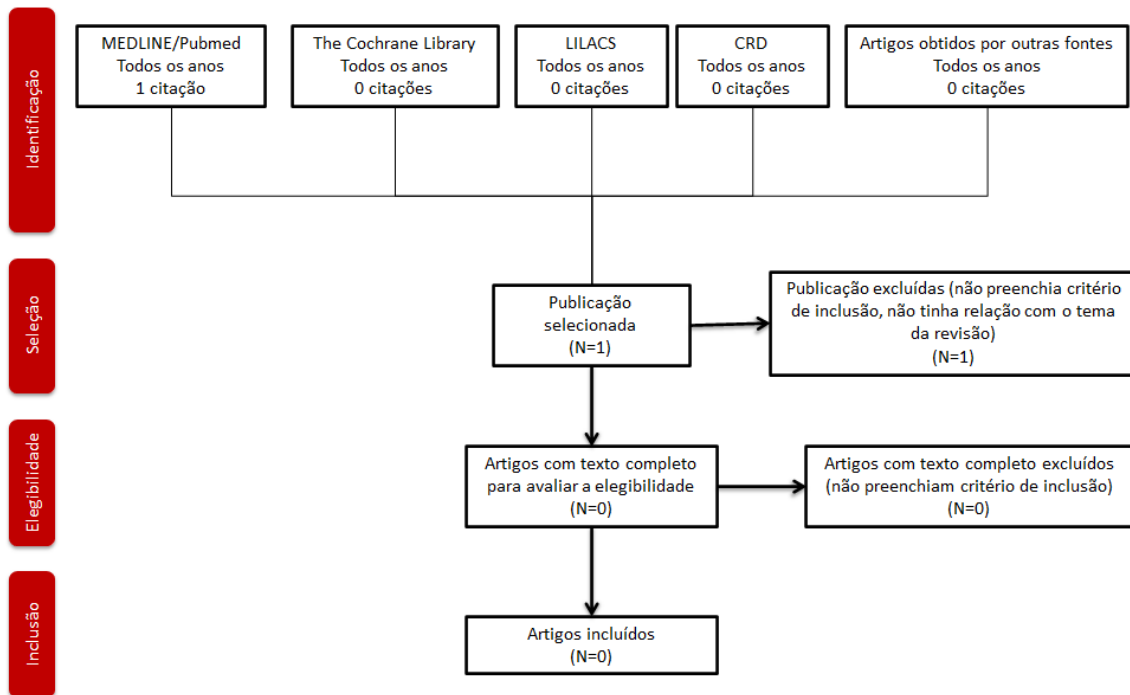 Identificação
MEDLINE/Pubmed
Todos os anos
1 citação
The Cochrane Library
Todos os anos
0 citações
LILACS
Todos os anos
0 citações
CRD
Todos os anos
0 citações
Artigos obtidos por outras fontes
Todos os anos
0 citações
Seleção
Publicação
selecionada
(N=1)
Publicação excluídas (não preenchia critério
de inclusão, não tinha relação com o tema
da revisão)
(N=1)
Elegibilidade
Artigos com texto completo
para avaliar a elegibilidade
(N=0)
Artigos com texto completo excluídos
(não preenchiam critério de inclusão)
(N=0)
Inclusão
Artigos incluídos
(N=0)